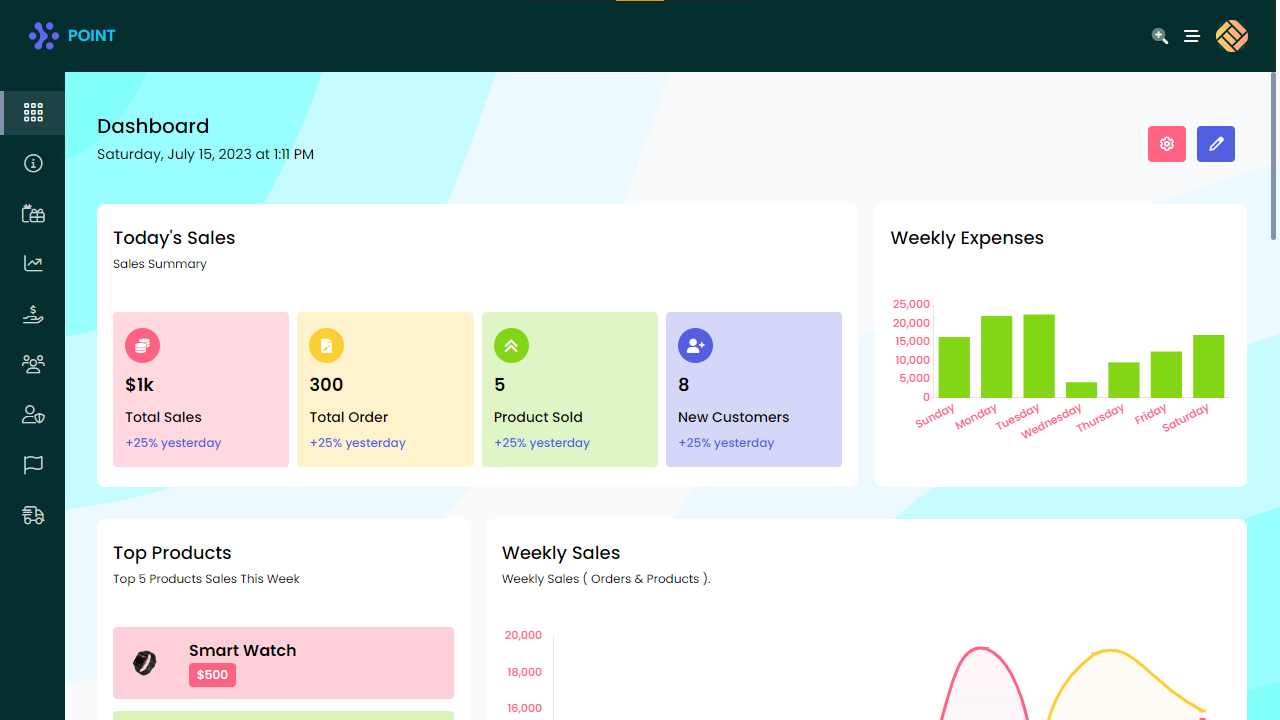 POINT
Dashboard
Saturday, July 15, 2023 at 1:11 PM
Today's Sales
Sales Summary
$1k
Total Sales
+25% yesterday
300
Total Order
+25% yesterday
5
Product Sold
+25% yesterday
8
New Customers
+25% yesterday
Weekly Expenses
25,000
20,000
15,000
10,000
5,000
0
Sunday
Monday
Tuesday
Wednesday
Thursday
Friday
Saturday
Top Products
Top 5 Products Sales This Week
Smart Watch
$500
Weekly Sales
Weekly Sales ( Orders & Products ).
20,000
18,000
16,000